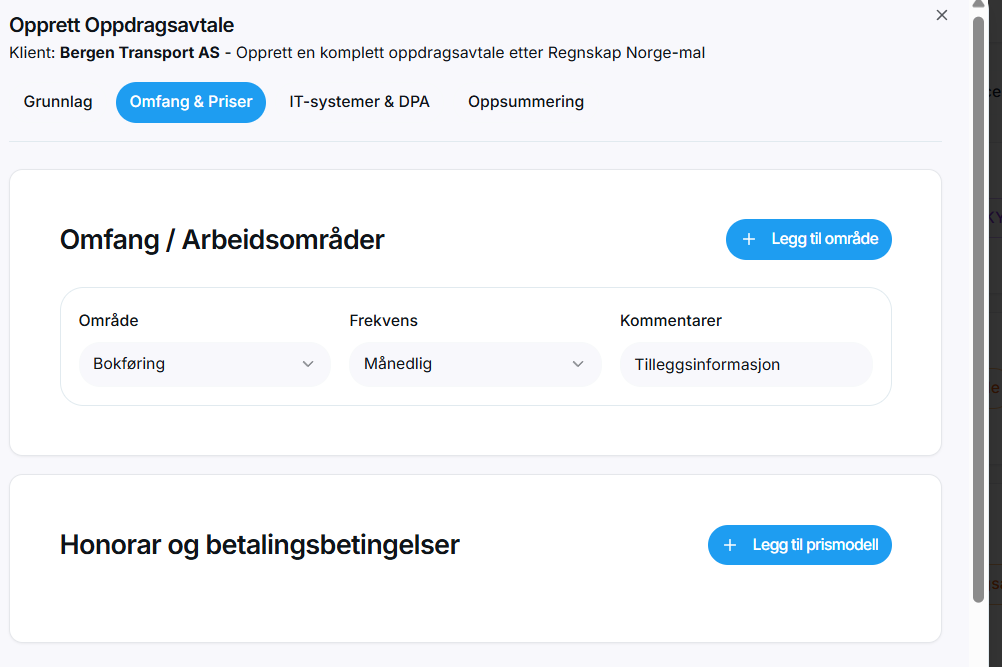 Opprett Oppdragsavtale
Klient: Bergen Transport AS - Opprett en komplett oppdragsavtale etter Regnskap Norge-mal
Grunnlag Omfang & Priser IT-systemer & DPA Oppsummering
Omfang / Arbeidsområder
+ Legg til område
Område Frekvens Kommentarer
Bokføring Månedlig Tilleggsinformasjon
Honorar og betalingsbetingelser
+ Legg til prismodell